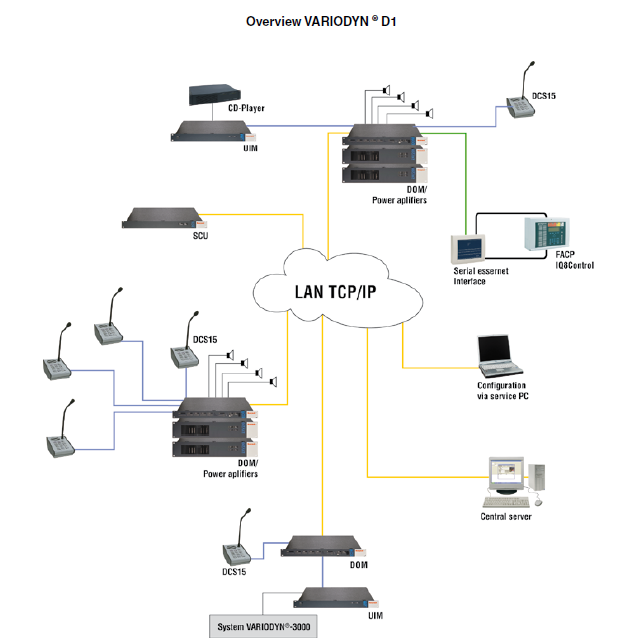 Overview VARIODYN ® D1
CD-Player
UIM
DCS15
DOM/
Power aplifiers
SCU
Serial essernet
Interface
FACP
IQ8Control
LAN TCP/IP
DCS15
Configuration
via service PC
DOM/
Power aplifiers
Central server
DCS15
DOM
UIM
System VARIODYN®-3000